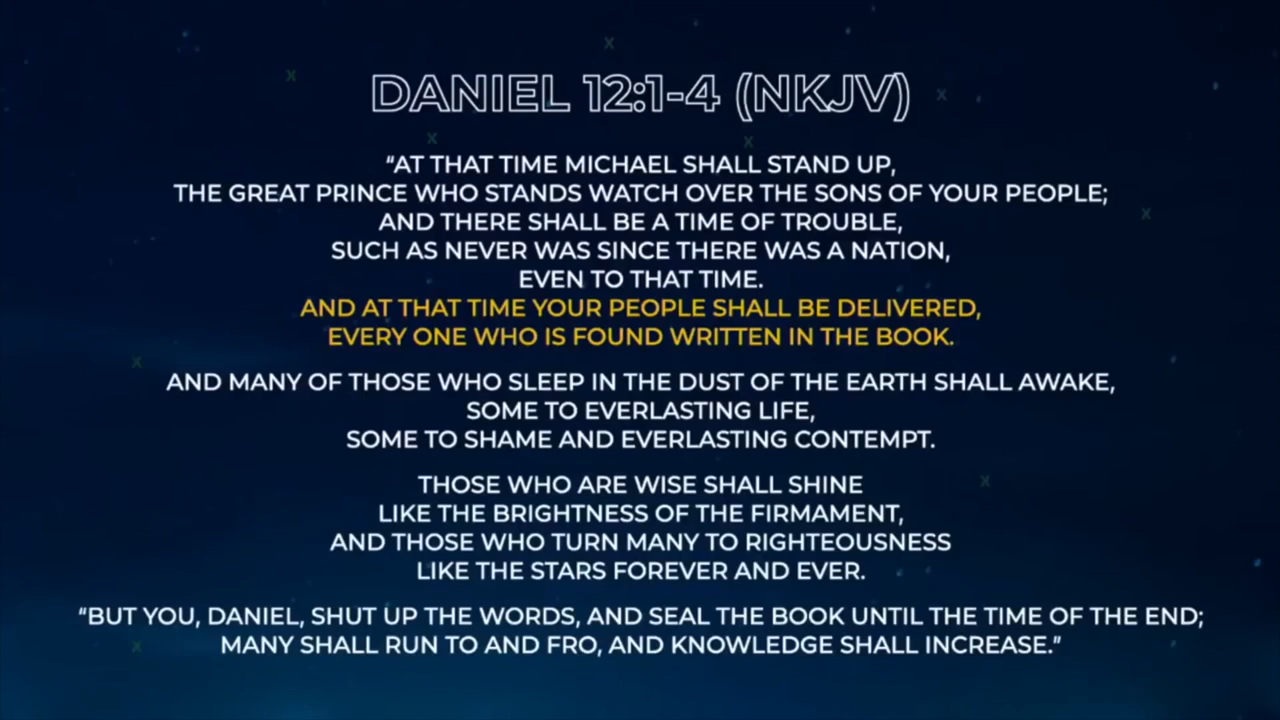 DANIEL 12:1-4 (NKJV)
“AT THAT TIME MICHAEL SHALL STAND UP,
THE GREAT PRINCE WHO STANDS WATCH OVER THE SONS OF YOUR PEOPLE;
AND THERE SHALL BE A TIME OF TROUBLE,
SUCH AS NEVER WAS SINCE THERE WAS A NATION,
EVEN TO THAT TIME.
AND AT THAT TIME YOUR PEOPLE SHALL BE DELIVERED,
EVERY ONE WHO IS FOUND WRITTEN IN THE BOOK.
AND MANY OF THOSE WHO SLEEP IN THE DUST OF THE EARTH SHALL AWAKE,
SOME TO EVERLASTING LIFE,
SOME TO SHAME AND EVERLASTING CONTEMPT.
THOSE WHO ARE WISE SHALL SHINE
LIKE THE BRIGHTNESS OF THE FIRMAMENT,
AND THOSE WHO TURN MANY TO RIGHTEOUSNESS
LIKE THE STARS FOREVER AND EVER.
“BUT YOU, DANIEL, SHUT UP THE WORDS, AND SEAL THE BOOK UNTIL THE TIME OF THE END;
MANY SHALL RUN TO AND FRO, AND KNOWLEDGE SHALL INCREASE.”